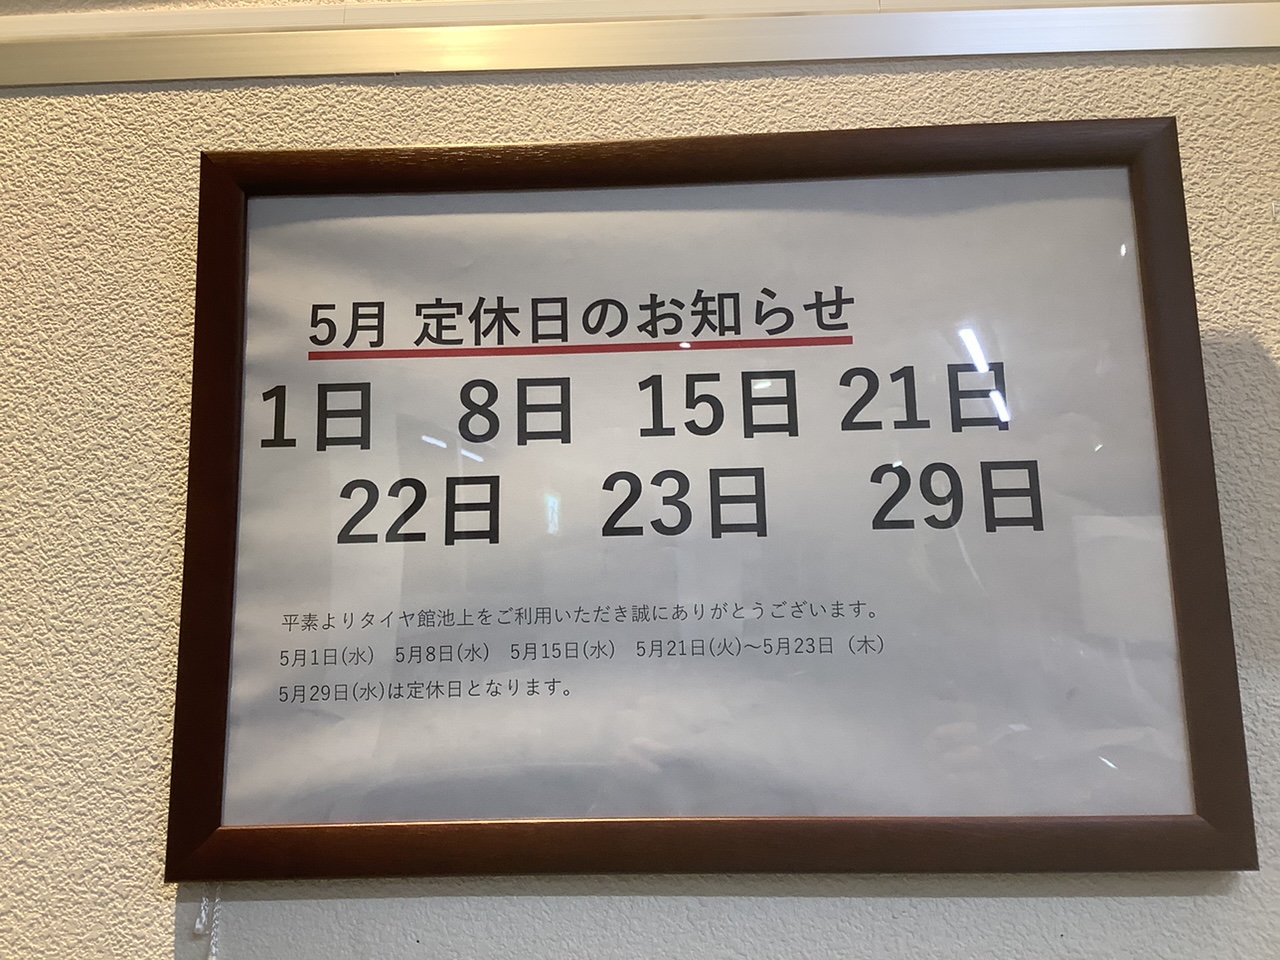 5月 定休日のお知らせ
1日 8日 15日 21日
22日 23日 29日
平素よりタイヤ館池上をご利用いただき誠にありがとうございます。
5月1日(水) 5月8日(水) 5月15日(水) 5月21日(火)～5月23日（木）
5月29日(水)は定休日となります。